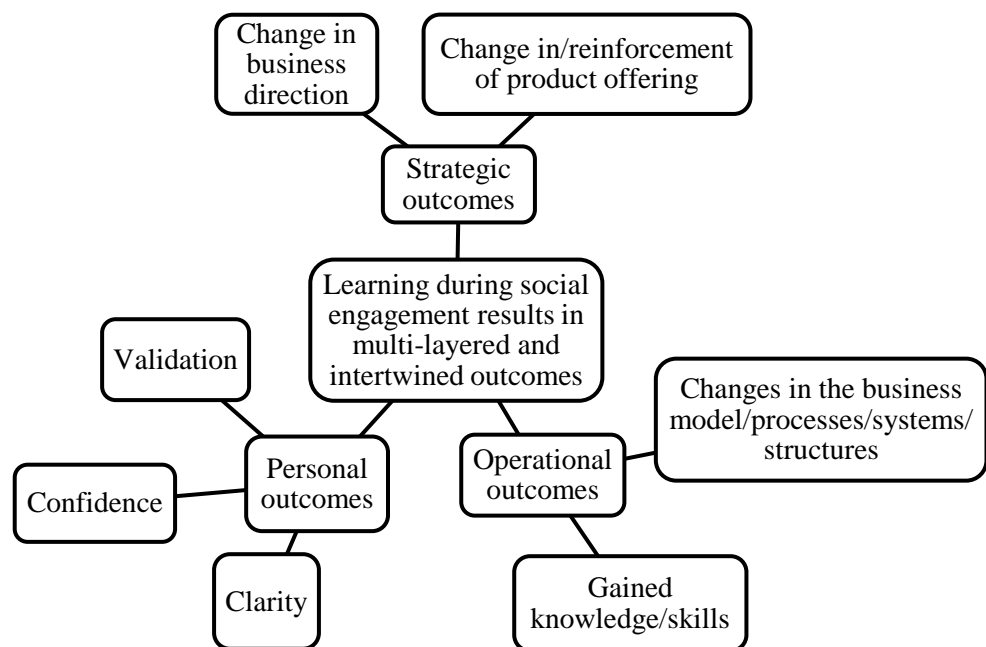 Change in
business
direction
Change in/reinforcement
of product offering
Strategic
outcomes
Learning during social
engagement results in
multi-layered and
intertwined outcomes
Validation
Changes in the business
model/processes/systems/
structures
Personal
outcomes
Operational
outcomes
Confidence
Clarity
Gained
knowledge/skills